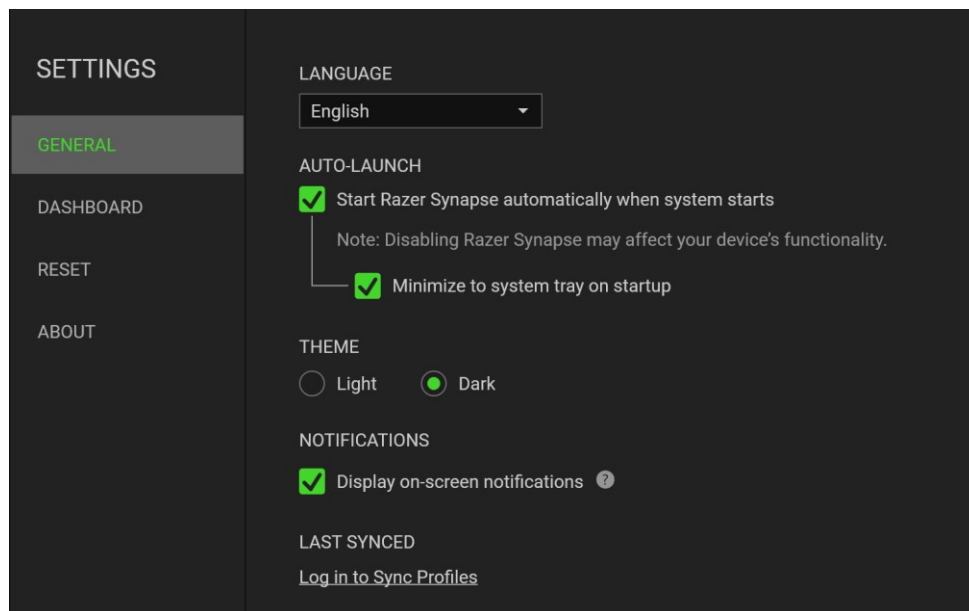 SETTINGS
GENERAL
DASHBOARD
RESET
ABOUT
LANGUAGE
English
AUTO-LAUNCH
Start Razer Synapse automatically when system starts
Note: Disabling Razer Synapse may affect your device’s functionality.
Minimize to system tray on startup
THEME
Light Dark
NOTIFICATIONS
Display on-screen notifications ?
LAST SYNCED
Log in to Sync Profiles